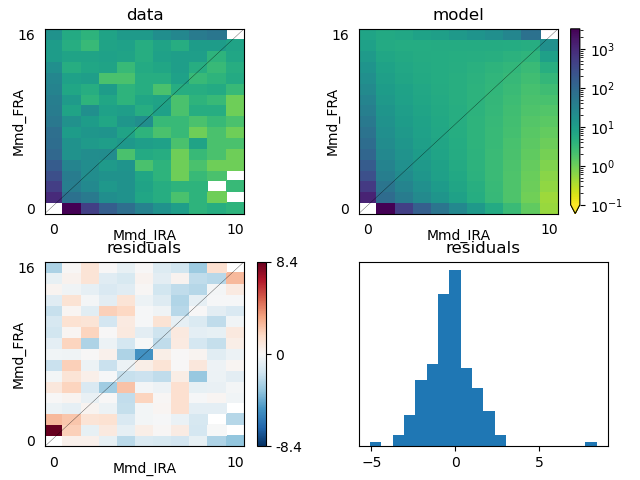 data
model
16
0
0
10
Mmd_FRA
Mmd_IRA
16
0
0
10
Mmd_FRA
Mmd_IRA
10³
10²
10¹
10⁰
10⁻¹
residuals
residuals
16
0
0
10
Mmd_FRA
Mmd_IRA
8.4
0
-8.4
−5
0
5